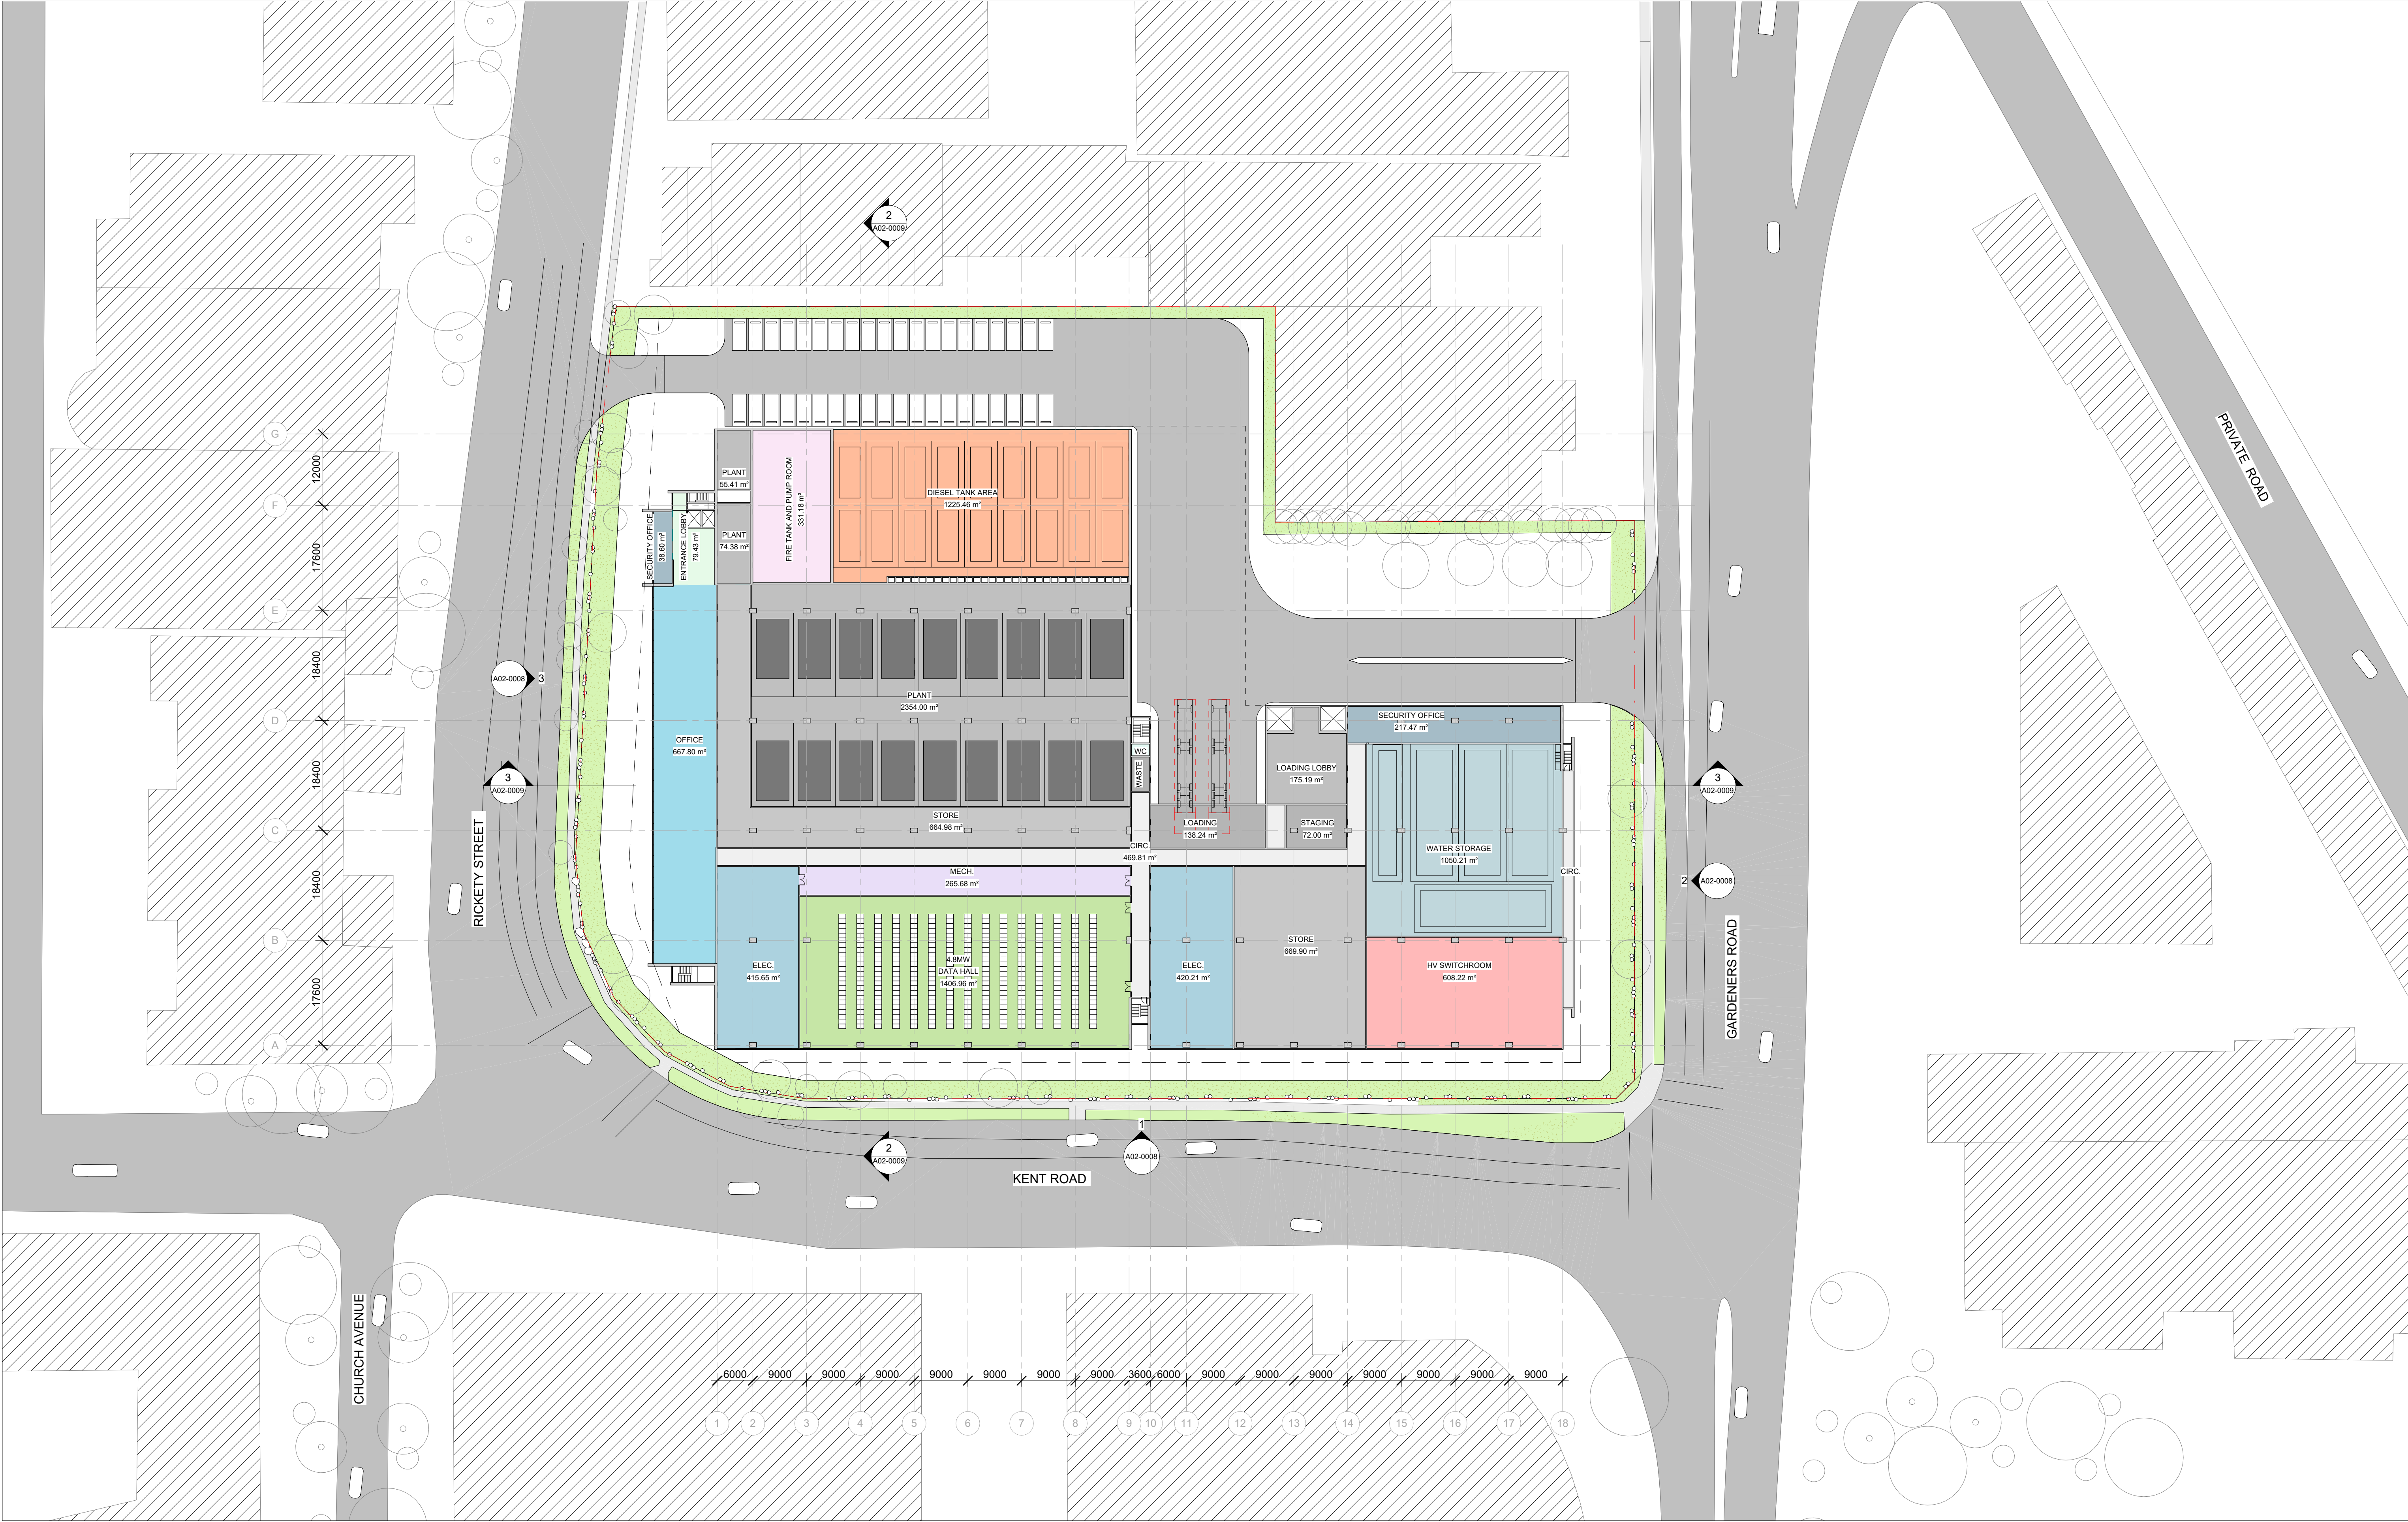 2
A02-0009
PRIVATE ROAD
G
12000
F
17600
E
18400
D
18400
C
18400
B
17600
A
PLANT
55.41 m²
PLANT
74.38 m²
FIRE TANK AND PUMP ROOM
331.18 m²
DIESEL TANK AREA
1225.46 m²
SECURITY OFFICE
38.60 m²
ENTRANCE LOBBY
79.43 m²
A02-0008
3
3
A02-0009
RICKETY STREET
OFFICE
667.80 m²
PLANT
2354.00 m²
WC
WASTE
STORE
664.98 m²
SECURITY OFFICE
217.47 m²
LOADING LOBBY
175.19 m²
LOADING
138.24 m²
STAGING
72.00 m²
CIRC.
469.81 m²
WATER STORAGE
1050.21 m²
CIRC.
MECH.
265.68 m²
ELEC.
415.65 m²
4.8MW
DATA HALL
1406.96 m²
ELEC.
420.21 m²
STORE
669.90 m²
HV SWITCHROOM
608.22 m²
3
A02-0009
2
A02-0008
GARDENERS ROAD
2
A02-0009
1
A02-0008
KENT ROAD
CHURCH AVENUE
6000 9000 9000 9000 9000 9000 9000 9000 3600 6000 9000 9000 9000 9000 9000 9000 9000
1 2 3 4 5 6 7 8 9 10 11 12 13 14 15 16 17 18